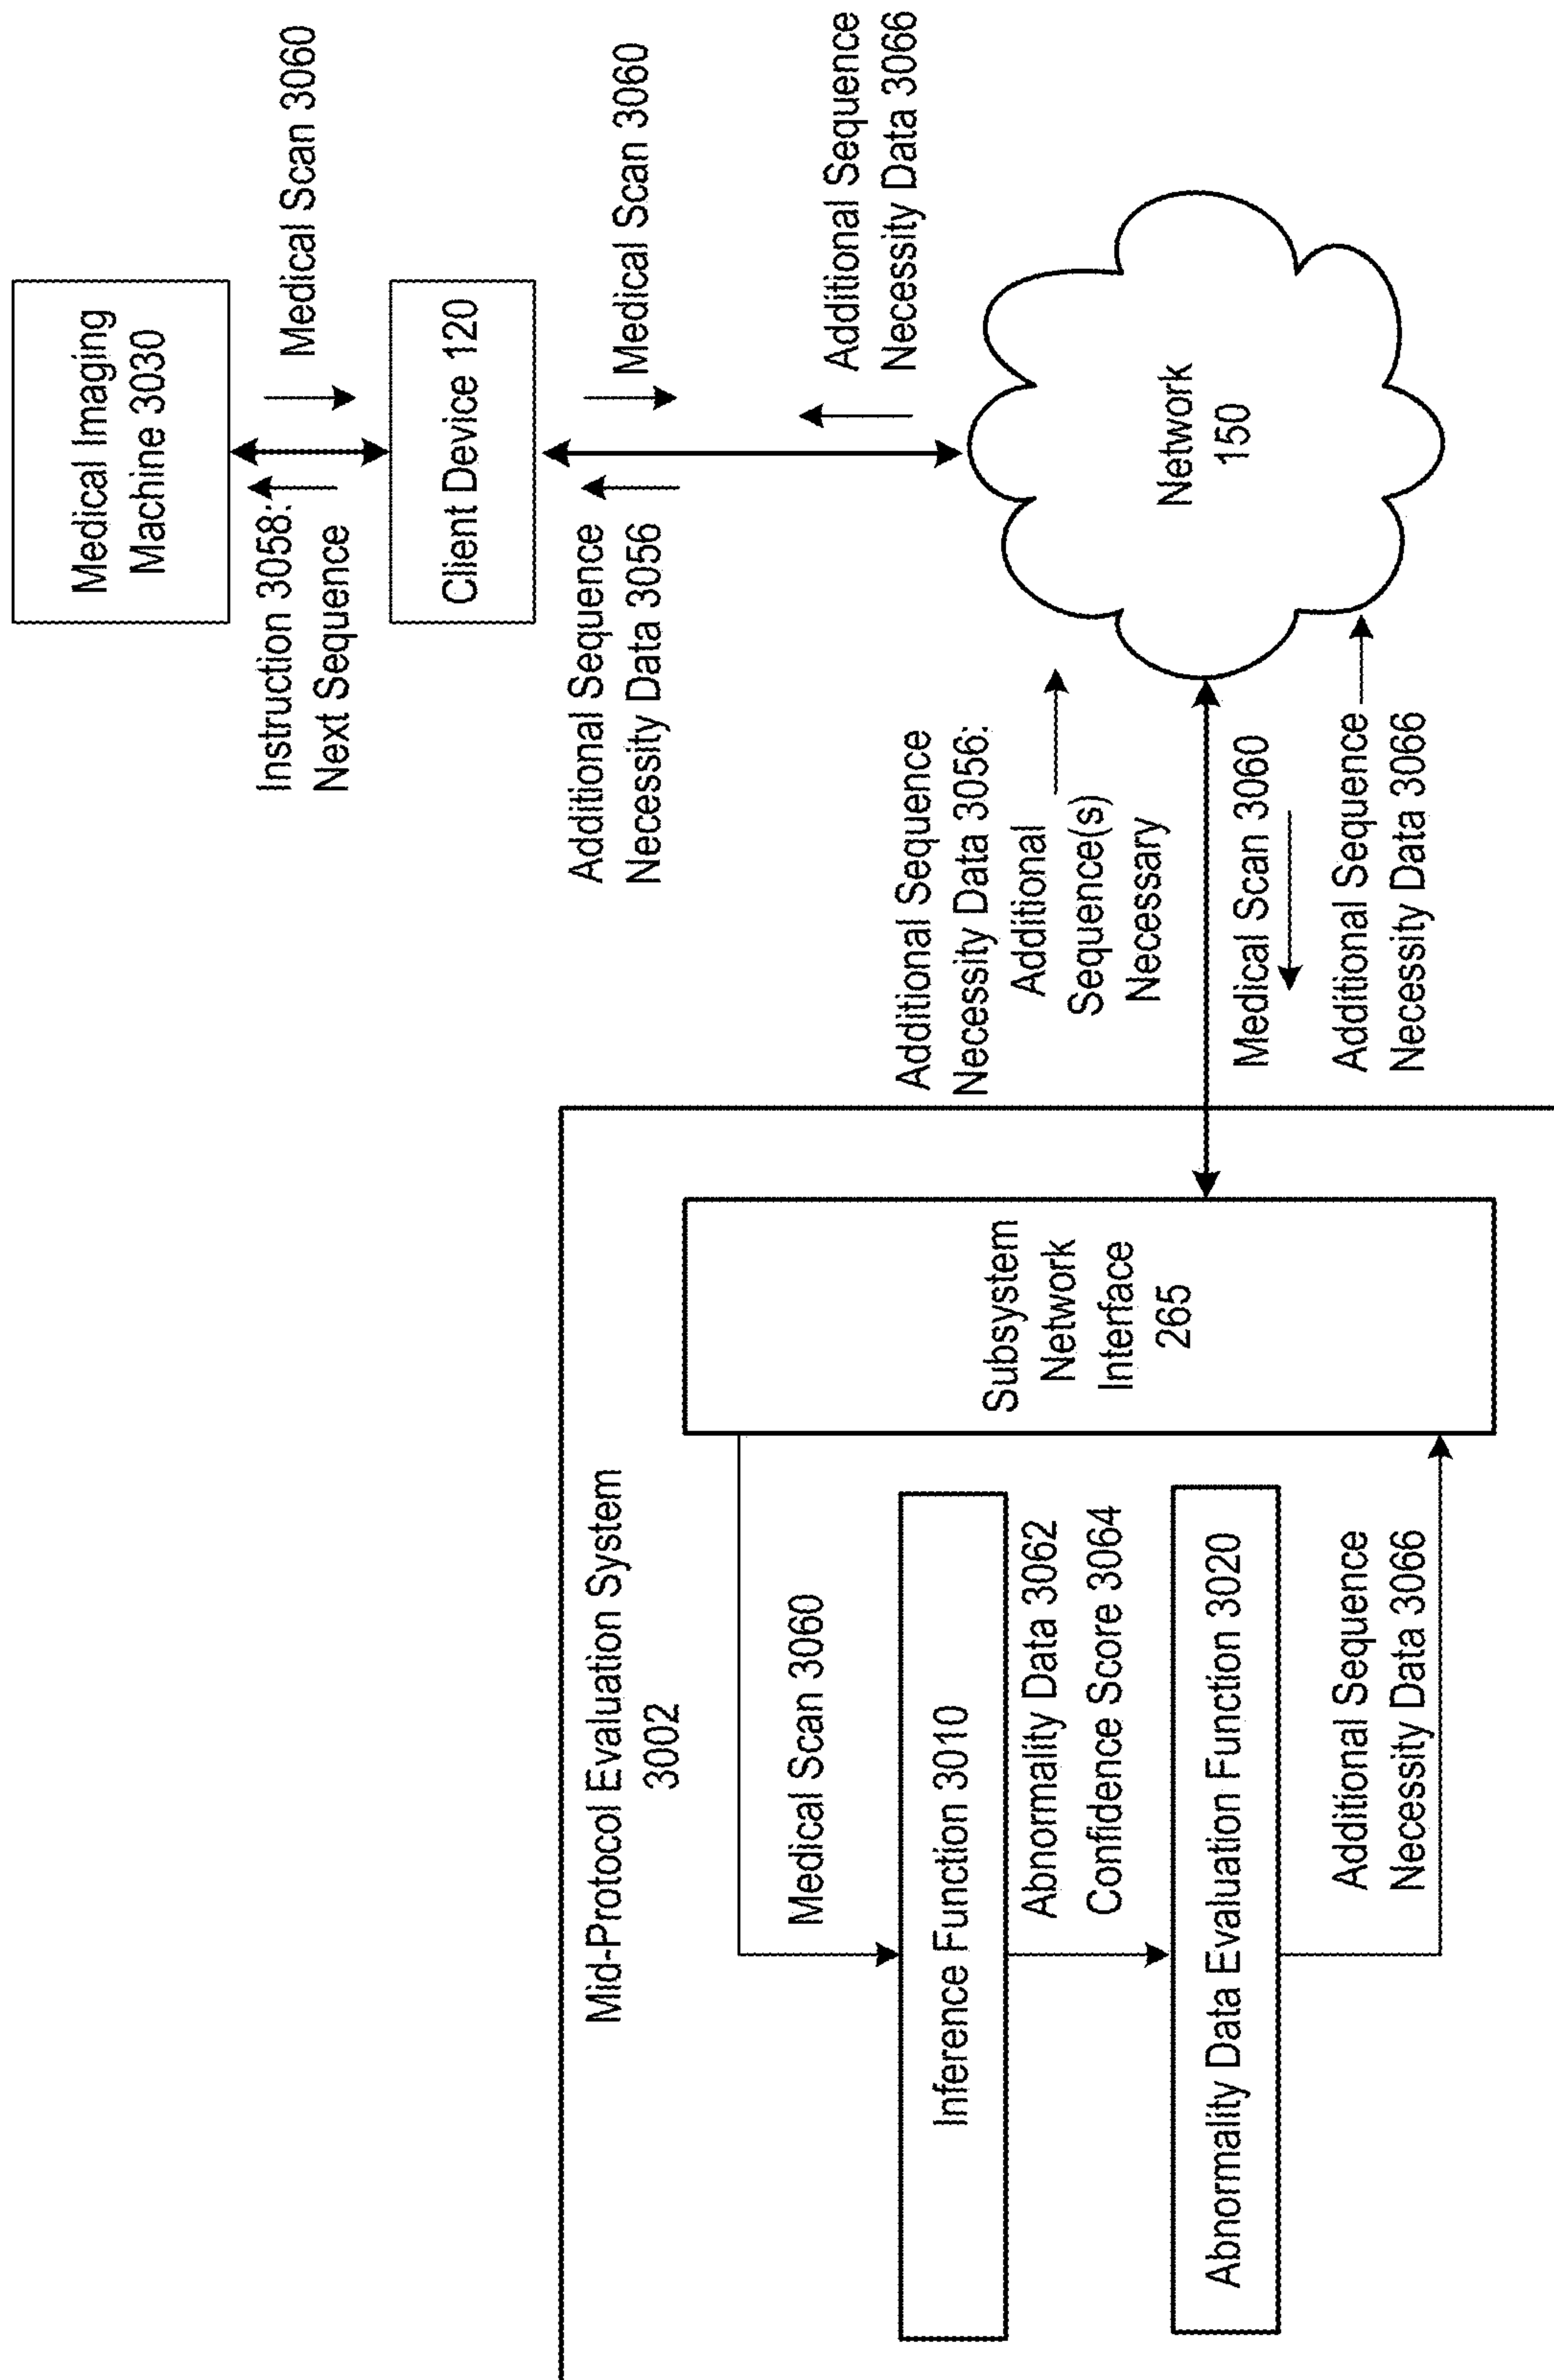 Medical Imaging
Machine 3030
Instruction 3058:
Next Sequence
Medical Scan 3060
Client Device 120
Additional Sequence
Necessity Data 3056
Medical Scan 3060
Additional Sequence
Necessity Data 3066
Network
150
Additional Sequence
Necessity Data 3056:
Additional
Sequence(s)
Necessary
Medical Scan 3060
Additional Sequence
Necessity Data 3066
Mid-Protocol Evaluation System
3002
Subsystem
Network
Interface
265
Medical Scan 3060
Inference Function 3010
Abnormality Data 3062
Confidence Score 3064
Abnormality Data Evaluation Function 3020
Additional Sequence
Necessity Data 3066